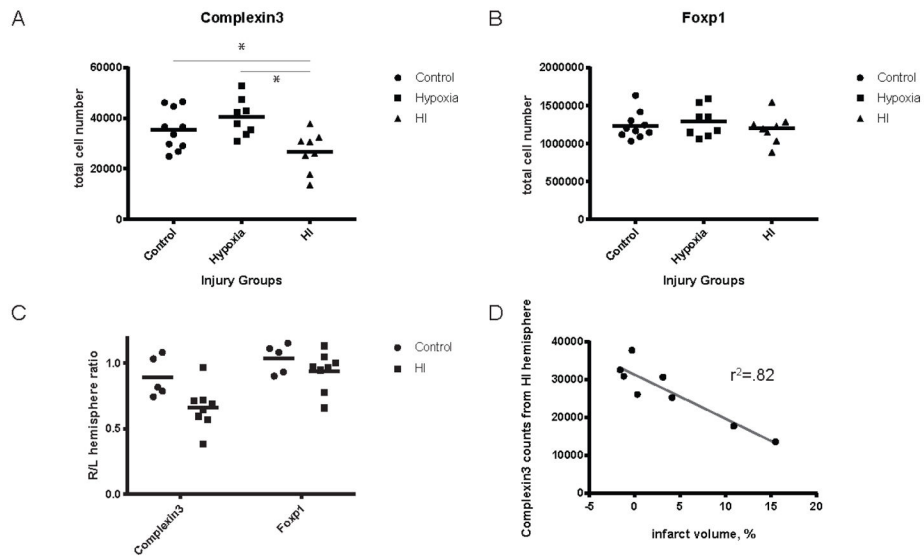 A
Complexin3
*
*
60000
40000
20000
0
total cell number
Control
Hypoxia
HI
Injury Groups
Control
Hypoxia
HI
B
Foxp1
2000000
1500000
1000000
500000
0
total cell number
Control
Hypoxia
HI
Injury Groups
Control
Hypoxia
HI
C
1.0
0.5
0.0
R/L hemisphere ratio
Complexin3
Foxp1
Control
HI
D
Complexin3 counts from HI hemisphere
40000
30000
20000
10000
0
r²=.82
-5
0
5
10
15
20
infarct volume, %